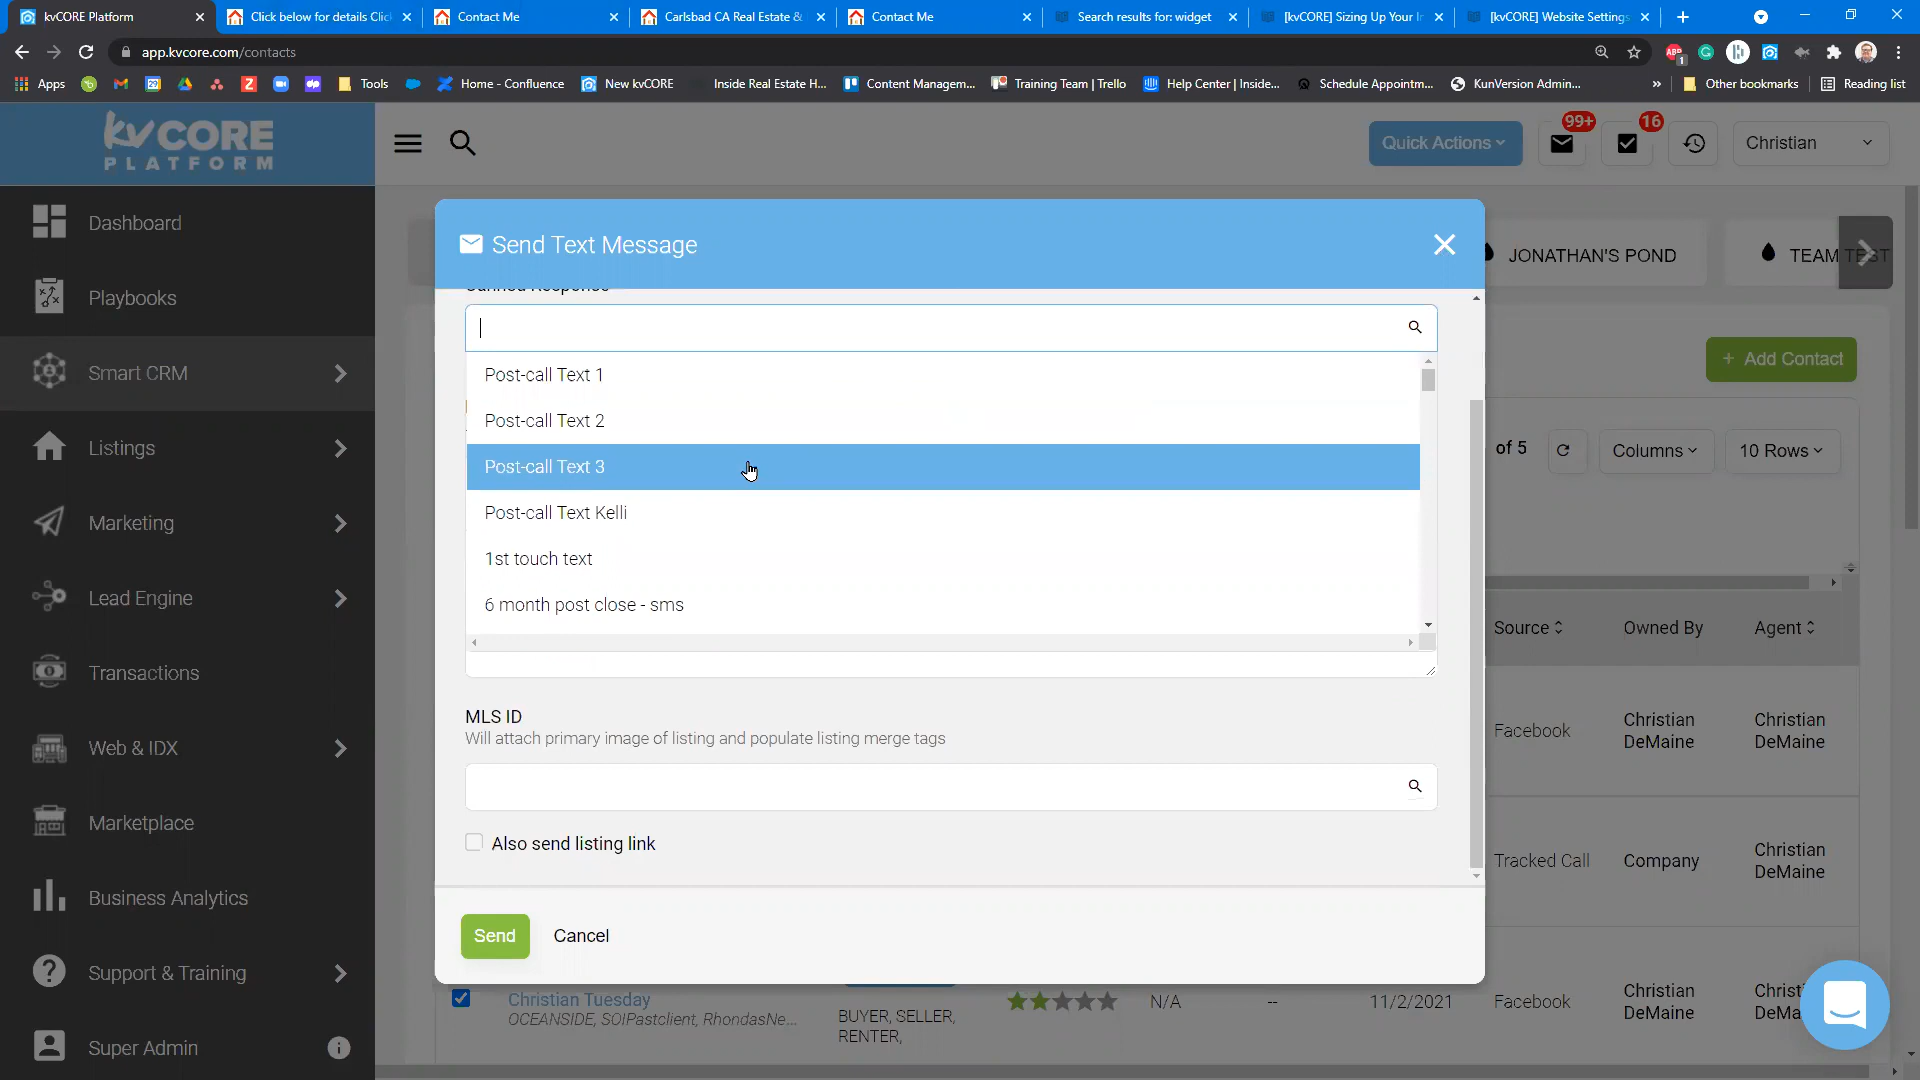 kvCORE Platform
Click below for details Clic
Contact Me
Carlsbad CA Real Estate &
Contact Me
Search results for: widget
[kvCORE] Sizing Up Your Ir
[kvCORE] Website Settings
app.kvcore.com/contacts
Apps
Tools
Home - Confluence
New kvCORE
Inside Real Estate H...
Content Managem...
Training Team | Trello
Help Center | Inside...
Schedule Appointm...
KunVersion Admin...
Other bookmarks
Reading list
kvCORE
PLATFORM
Quick Actions
99+
16
Christian
Dashboard
Playbooks
Smart CRM
Listings
Marketing
Lead Engine
Transactions
Web & IDX
Marketplace
Business Analytics
Support & Training
Super Admin
Send Text Message
JONATHAN'S POND
TEAM TEST
Canned Response
Post-call Text 1
Post-call Text 2
Post-call Text 3
Post-call Text Kelli
1st touch text
6 month post close - sms
MLS ID
Will attach primary image of listing and populate listing merge tags
Also send listing link
Send
Cancel
+ Add Contact
of 5
Columns
10 Rows
Source
Owned By
Agent
Facebook
Christian DeMaine
Christian DeMaine
Tracked Call
Company
Christian DeMaine
Christian Tuesday
OCEANSIDE, SOIPastclient, RhondasNe...
BUYER, SELLER,
RENTER,
N/A
--
11/2/2021
Facebook
Christian DeMaine